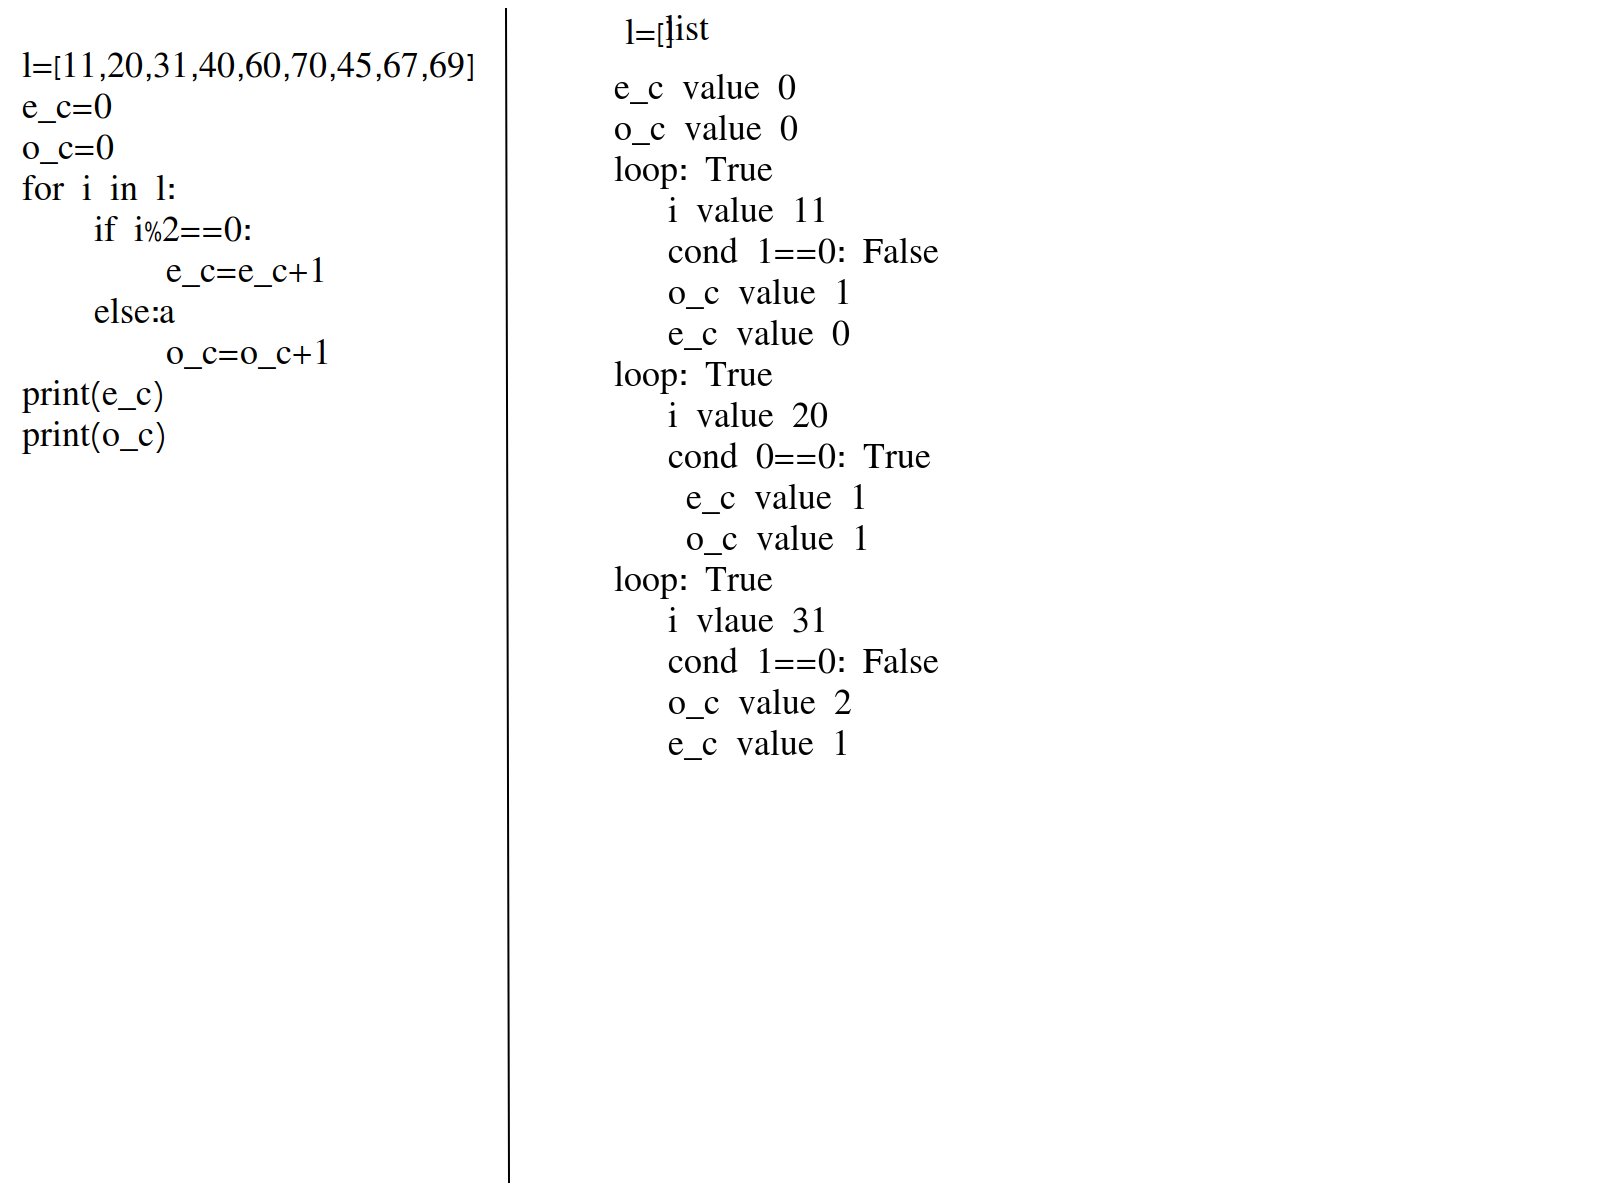 l=[11,20,31,40,60,70,45,67,69]
e_c=0
o_c=0
for i in l:
if i%2==0:
e_c=e_c+1
else:a
o_c=o_c+1
print(e_c)
print(o_c)
l=[]list
e_c value 0
o_c value 0
loop: True
i value 11
cond 1==0: False
o_c value 1
e_c value 0
loop: True
i value 20
cond 0==0: True
e_c value 1
o_c value 1
loop: True
i vlaue 31
cond 1==0: False
o_c value 2
e_c value 1